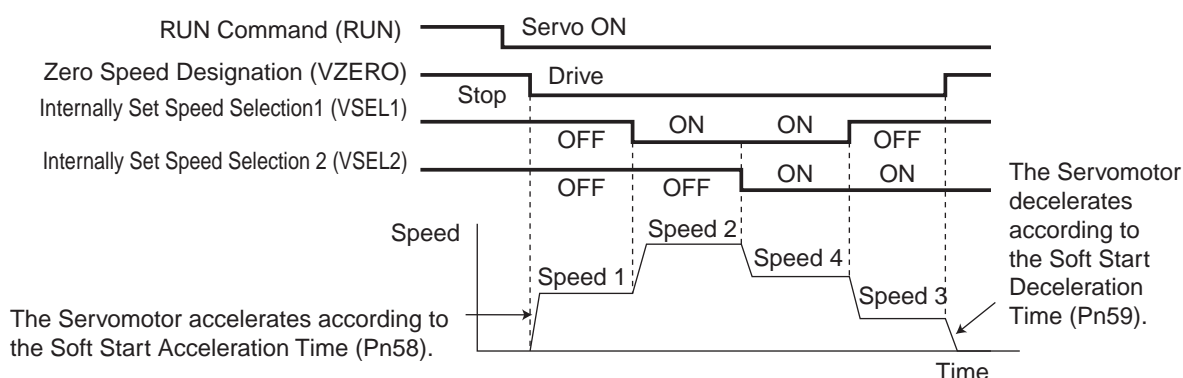 RUN Command (RUN)
Servo ON
Zero Speed Designation (VZERO)
Stop
Drive
Internally Set Speed Selection1 (VSEL1)
OFF
ON
ON
OFF
Internally Set Speed Selection 2 (VSEL2)
OFF
OFF
ON
ON
Speed
Speed 1
Speed 2
Speed 4
Speed 3
The Servomotor
decelerates
according to
the Soft Start
Deceleration
Time (Pn59).
The Servomotor accelerates according to
the Soft Start Acceleration Time (Pn58).
Time